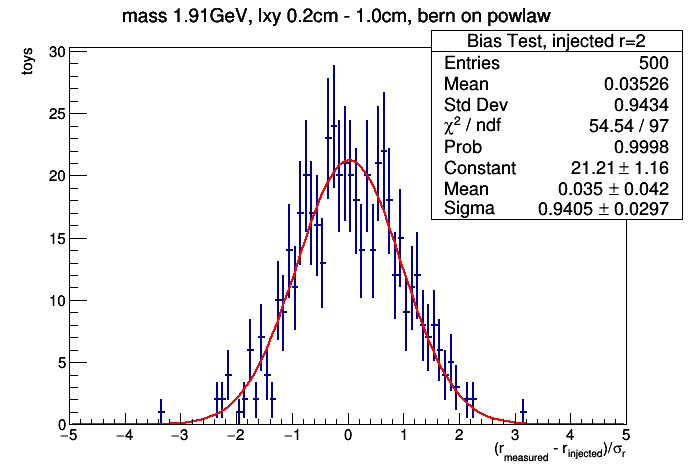 mass 1.91GeV, lxy 0.2cm - 1.0cm, bern on powlaw
Bias Test, injected r=2
Entries 500
Mean 0.03526
Std Dev 0.9434
χ² / ndf 54.54 / 97
Prob 0.9998
Constant 21.21 ± 1.16
Mean 0.035 ± 0.042
Sigma 0.9405 ± 0.0297
toys
30
25
20
15
10
5
0
−5 −4 −3 −2 −1 0 1 2 3 4 5
(r_measured - r_injected)/σ_r